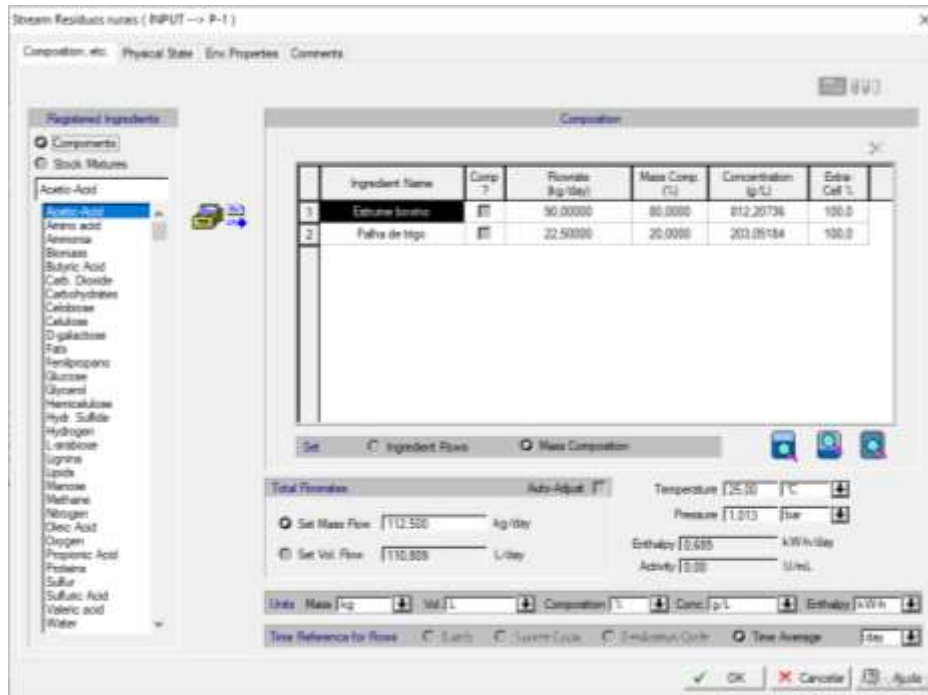 Stream Residuos rurais ( INPUT --> P-1 )
Composition, etc. Physical State Env. Properties Comments
Registered Ingredients
Components
Stock Mixtures
Acetic-Acid
Acetic-Acid
Amino acid
Ammonia
Biomass
Butyric Acid
Carb. Dioxide
Carbohydrates
Celobiose
Celulose
D-galactose
Fats
Fenilpropano
Glucose
Glycerol
Hemicelulose
Hydr. Sulfide
Hydrogen
L-arabiose
Lignina
Lipids
Manose
Methane
Nitrogen
Oleic Acid
Oxygen
Propionic Acid
Proteins
Sulfur
Sulfuric Acid
Valeric acid
Water
Composition
Ingredient Name Comp ? Flowrate (kg/day) Mass Comp. (%) Concentration (g/L) Extra-Cell %
1 Estrume bovino 90,00000 80,0000 812,20736 100,0
2 Palha de trigo 22,50000 20,0000 203,05184 100,0
Set Ingredient Flows Mass Composition
Total Flowrates Auto-Adjust
Set Mass Flow 112,500 kg/day
Set Vol. Flow 110,809 L/day
Temperature 25,00 °C
Pressure 1,013 bar
Enthalpy 0,685 kW-h/day
Activity 0,00 U/mL
Units Mass kg Vol. L Composition % Conc. g/L Enthalpy kW-h
Time Reference for Flows Batch Time Average day
OK Cancelar Ajuda